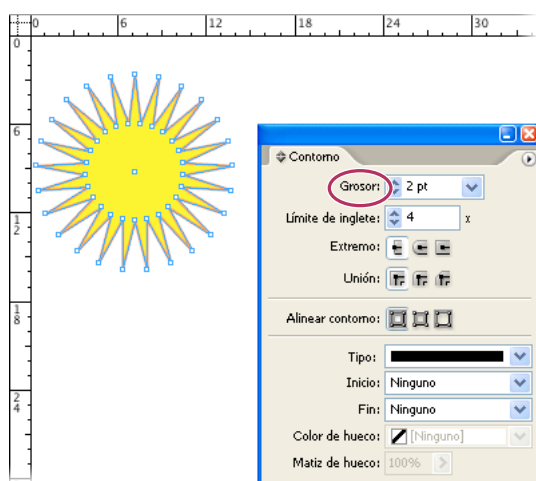 0 6 12 18 24 30
0
6
1
2
1
8
2
4
Contorno
Grosor: 2 pt
Límite de inglete: 4 x
Extremo:
Unión:
Alinear contorno:
Tipo:
Inicio: Ninguno
Fin: Ninguno
Color de hueco: [Ninguno]
Matiz de hueco: 100%